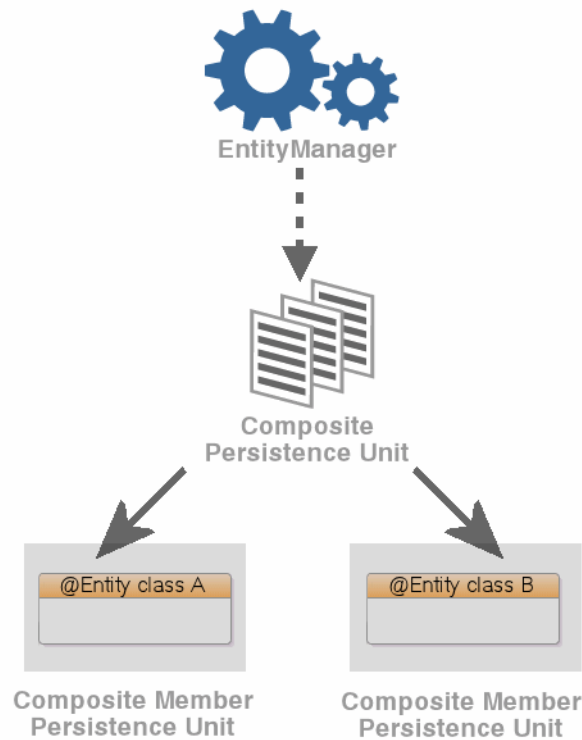 EntityManager
Composite
Persistence Unit
@Entity class A
@Entity class B
Composite Member
Persistence Unit
Composite Member
Persistence Unit